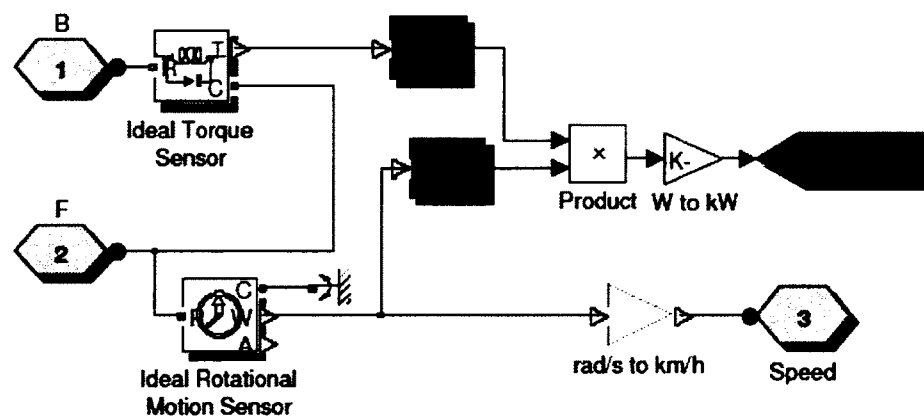 B
1
R
T
C
Ideal Torque
Sensor
×
Product
K-
W to kW
F
2
R
C
W
A
Ideal Rotational
Motion Sensor
rad/s to km/h
3
Speed